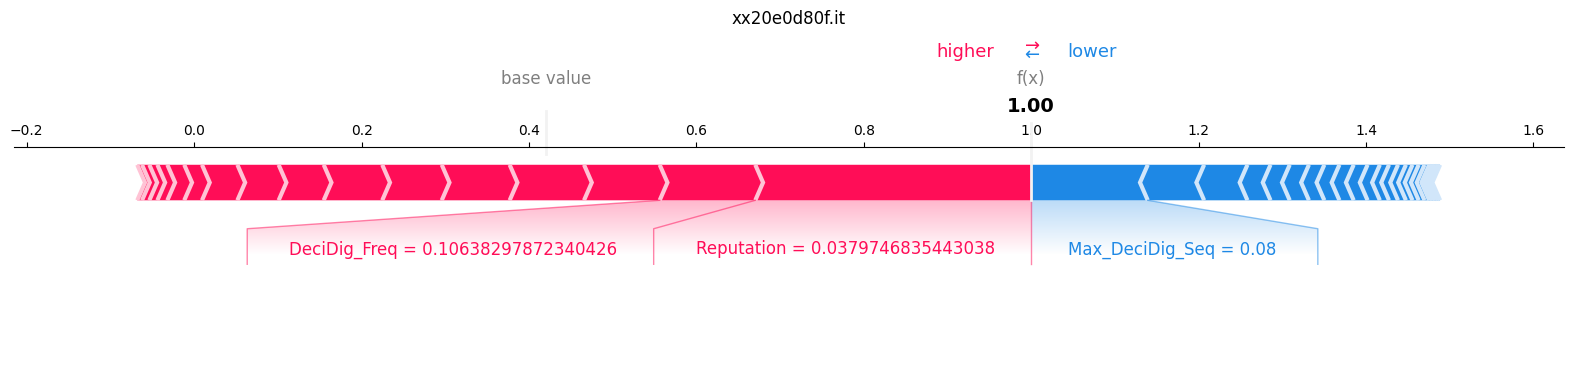 xx20e0d80f.it
higher → ← lower
base value f(x)
1.00
−0.2 0.0 0.2 0.4 0.6 0.8 1.0 1.2 1.4 1.6
DeciDig_Freq = 0.10638297872340426 Reputation = 0.0379746835443038 Max_DeciDig_Seq = 0.08